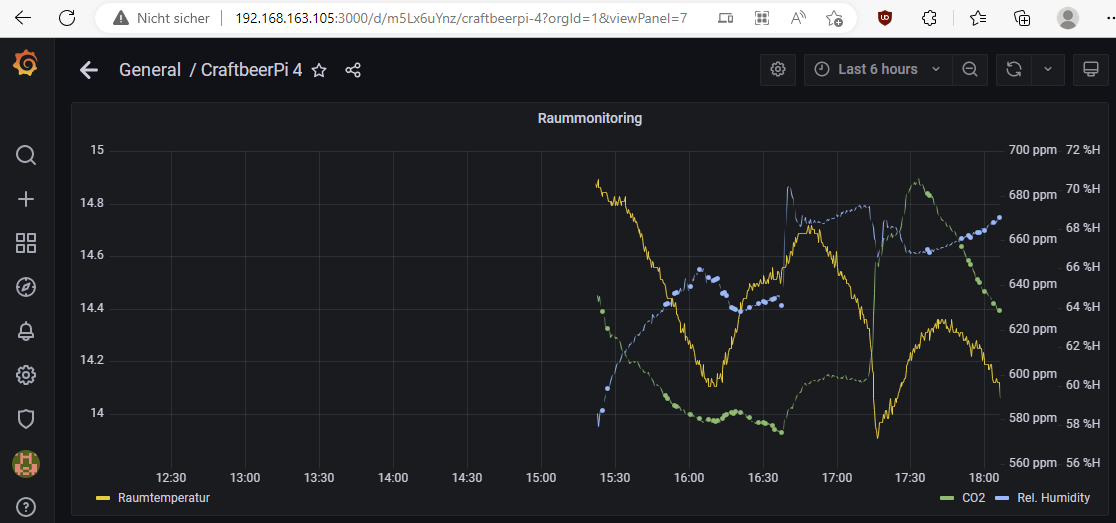 Nicht sicher 192.168.163.105:3000/d/m5Lx6uYnz/craftbeerpi-4?orgId=1&viewPanel=7
General / CraftbeerPi 4 Last 6 hours
Raummonitoring
15 700 ppm 72 %H
14.8 680 ppm 70 %H
660 ppm 68 %H
14.6 640 ppm 66 %H
14.4 620 ppm 64 %H
14.2 600 ppm 62 %H
60 %H
14 580 ppm 58 %H
560 ppm 56 %H
12:30 13:00 13:30 14:00 14:30 15:00 15:30 16:00 16:30 17:00 17:30 18:00
Raumtemperatur CO2 Rel. Humidity